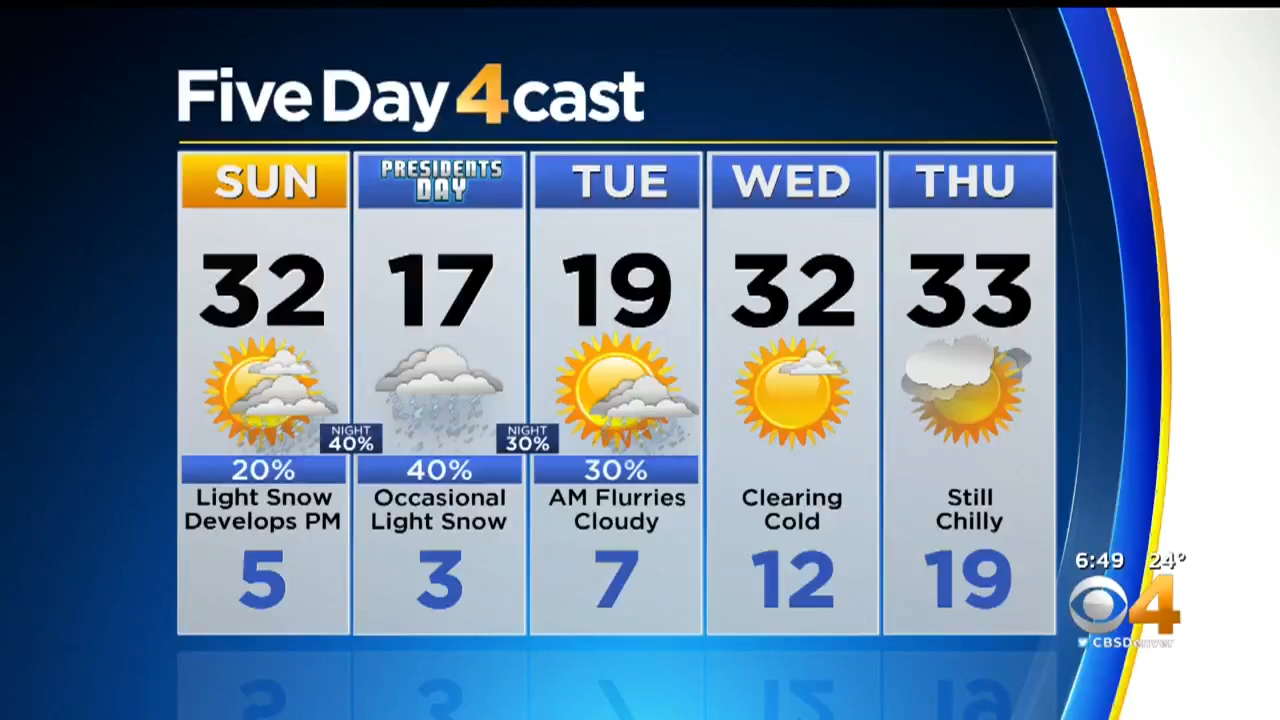 Five Day 4cast
SUN
PRESIDENTS
DAY
TUE
WED
THU
32
17
19
32
33
NIGHT
40%
NIGHT
30%
20%
40%
30%
Light Snow
Develops PM
Occasional
Light Snow
AM Flurries
Cloudy
Clearing
Cold
Still
Chilly
5
3
7
12
19
6:49 24°
4
CBSDenver